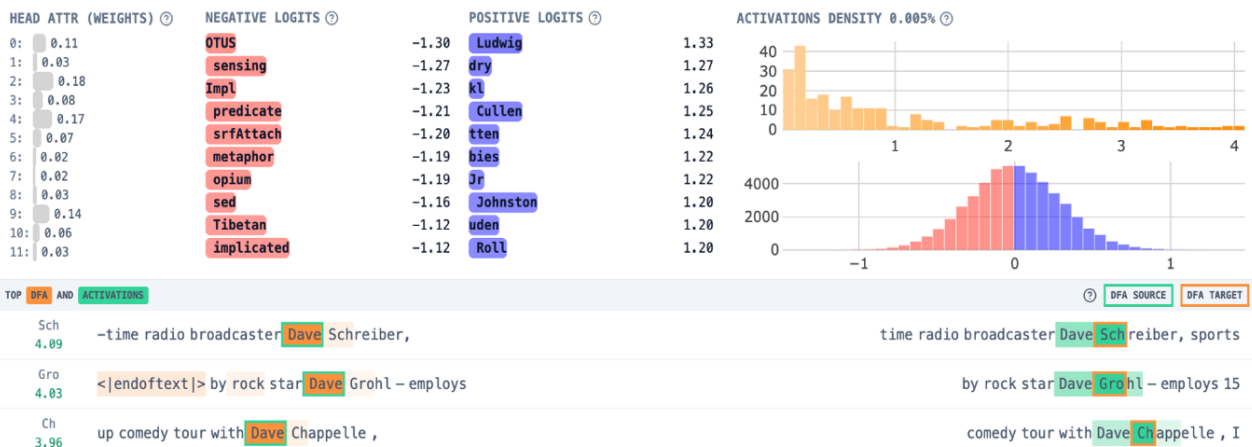 HEAD ATTR (WEIGHTS) ? NEGATIVE LOGITS ? POSITIVE LOGITS ? ACTIVATIONS DENSITY 0.005% ?
0: 0.11 OTUS -1.30 Ludwig 1.33
1: 0.03 sensing -1.27 dry 1.27
2: 0.18 Impl -1.23 kl 1.26
3: 0.08 predicate -1.21 Cullen 1.25
4: 0.17 srfAttach -1.20 tten 1.24
5: 0.07 metaphor -1.19 bies 1.22
6: 0.02 opium -1.19 Jr 1.22
7: 0.02 sed -1.16 Johnston 1.20
8: 0.03 Tibetan -1.12 uden 1.20
9: 0.14 implicated -1.12 Roll 1.20
10: 0.06
11: 0.03
40
30
20
10
0
1 2 3 4
4000
2000
0
−1 0 1
TOP DFA AND ACTIVATIONS ? DFA SOURCE DFA TARGET
Sch
4.09
-time radio broadcaster Dave Schreiber, time radio broadcaster Dave Schreiber, sports
Gro
4.03
<|endoftext|> by rock star Dave Grohl – employs by rock star Dave Grohl – employs 15
Ch
3.96
up comedy tour with Dave Chappelle , comedy tour with Dave Chappelle , I